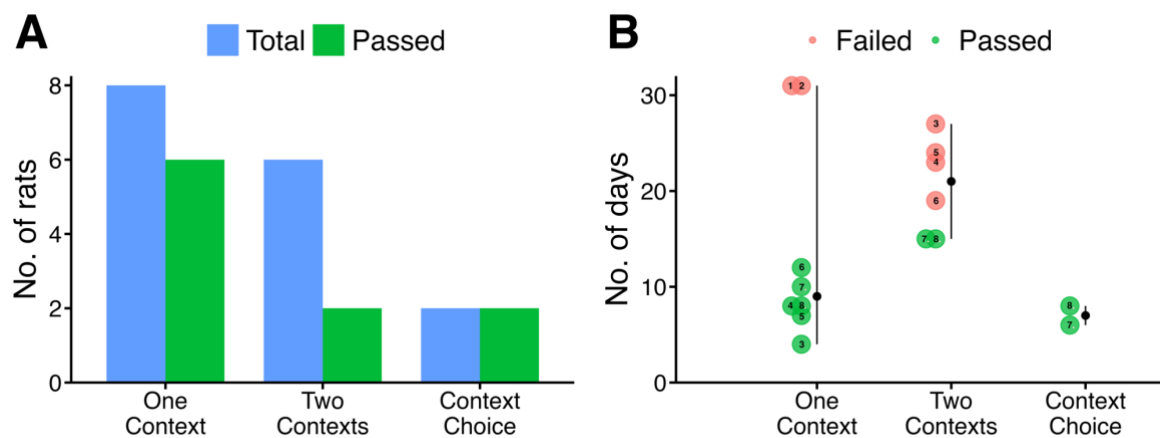 A
Total Passed
No. of rats
8
6
4
2
0
One
Context
Two
Contexts
Context
Choice
B
Failed Passed
No. of days
30
20
10
0
1 2
3
5
4
6
7 8
6
7
4 8
5
3
8
7
One
Context
Two
Contexts
Context
Choice